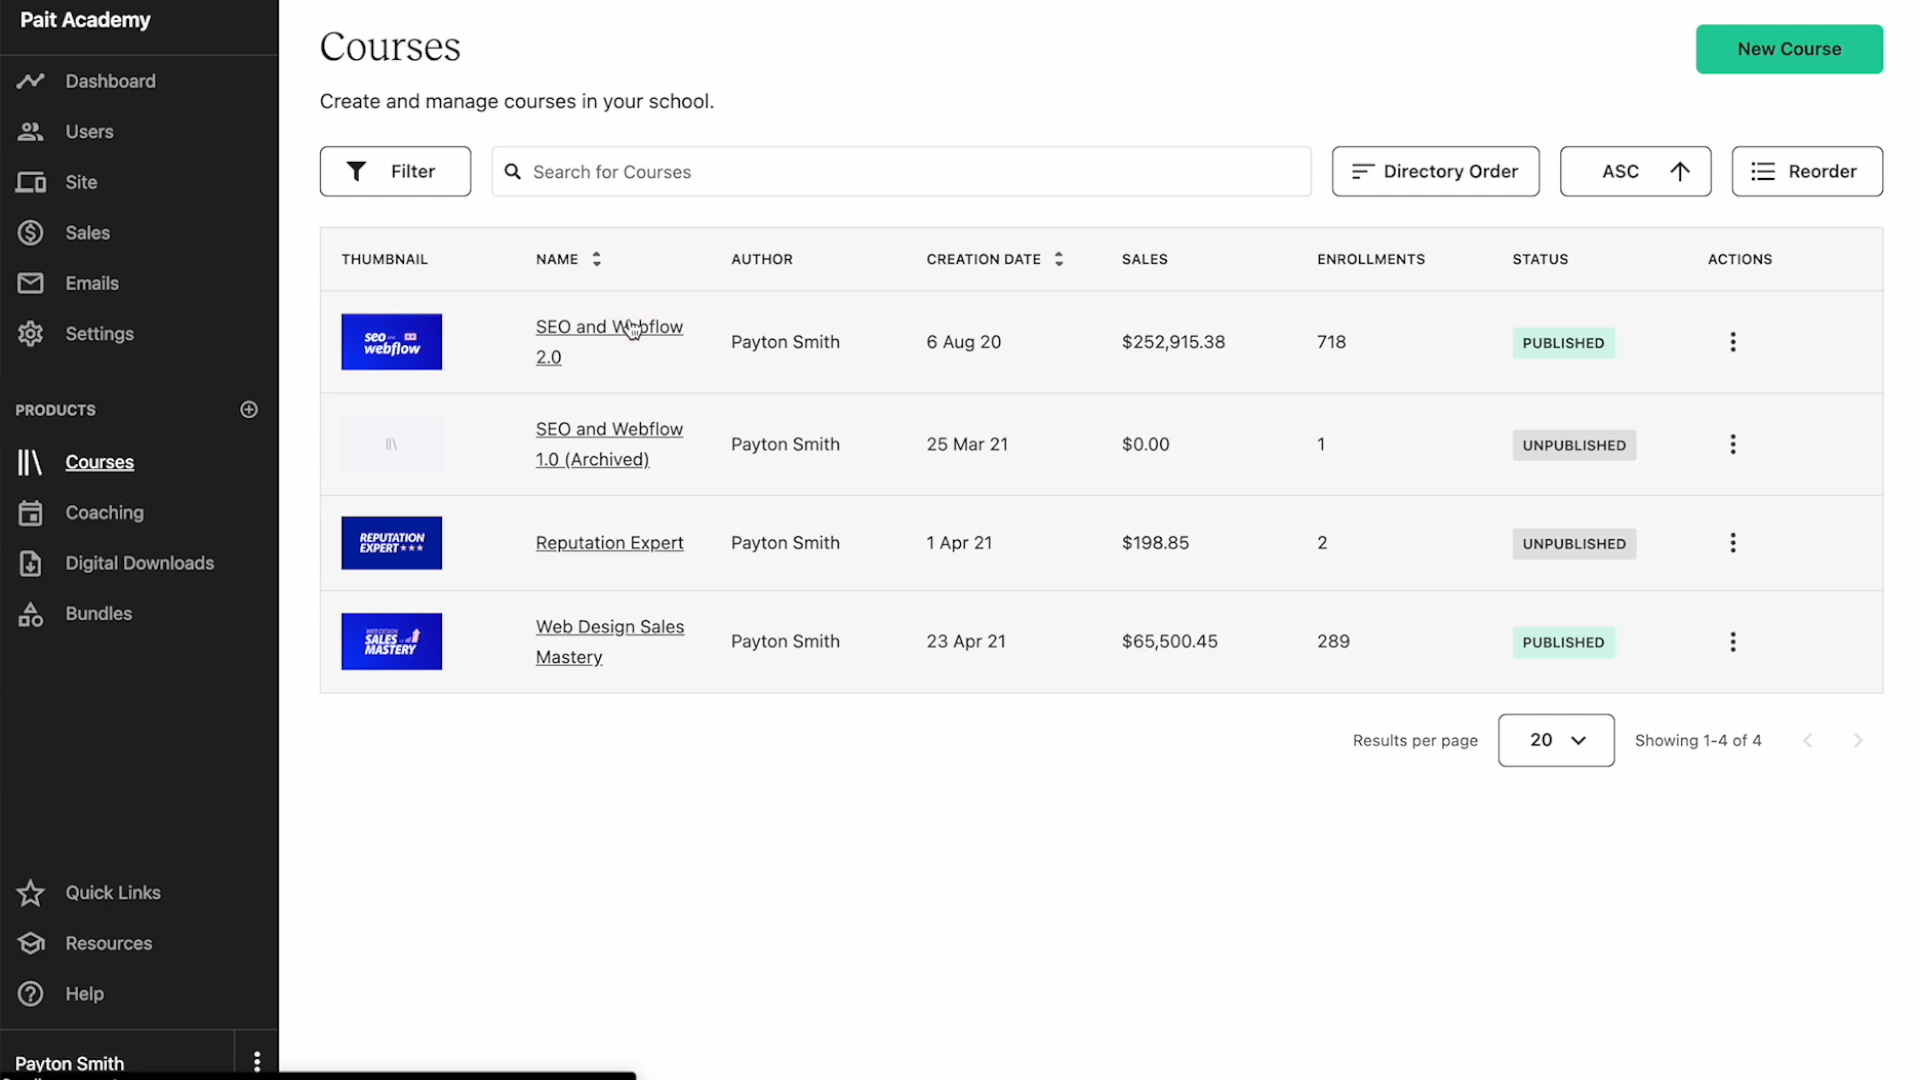 Pait Academy
Dashboard
Users
Site
Sales
Emails
Settings
PRODUCTS
Courses
Coaching
Digital Downloads
Bundles
Quick Links
Resources
Help
Payton Smith
Courses
New Course
Create and manage courses in your school.
Filter
Search for Courses
Directory Order
ASC
Reorder
THUMBNAIL NAME AUTHOR CREATION DATE SALES ENROLLMENTS STATUS ACTIONS
seo and
webflow
SEO and Webflow
2.0
Payton Smith
6 Aug 20
$252,915.38
718
PUBLISHED
SEO and Webflow
1.0 (Archived)
Payton Smith
25 Mar 21
$0.00
1
UNPUBLISHED
REPUTATION
EXPERT
Reputation Expert
Payton Smith
1 Apr 21
$198.85
2
UNPUBLISHED
WEB DESIGN
SALES
MASTERY
Web Design Sales
Mastery
Payton Smith
23 Apr 21
$65,500.45
289
PUBLISHED
Results per page
20
Showing 1-4 of 4